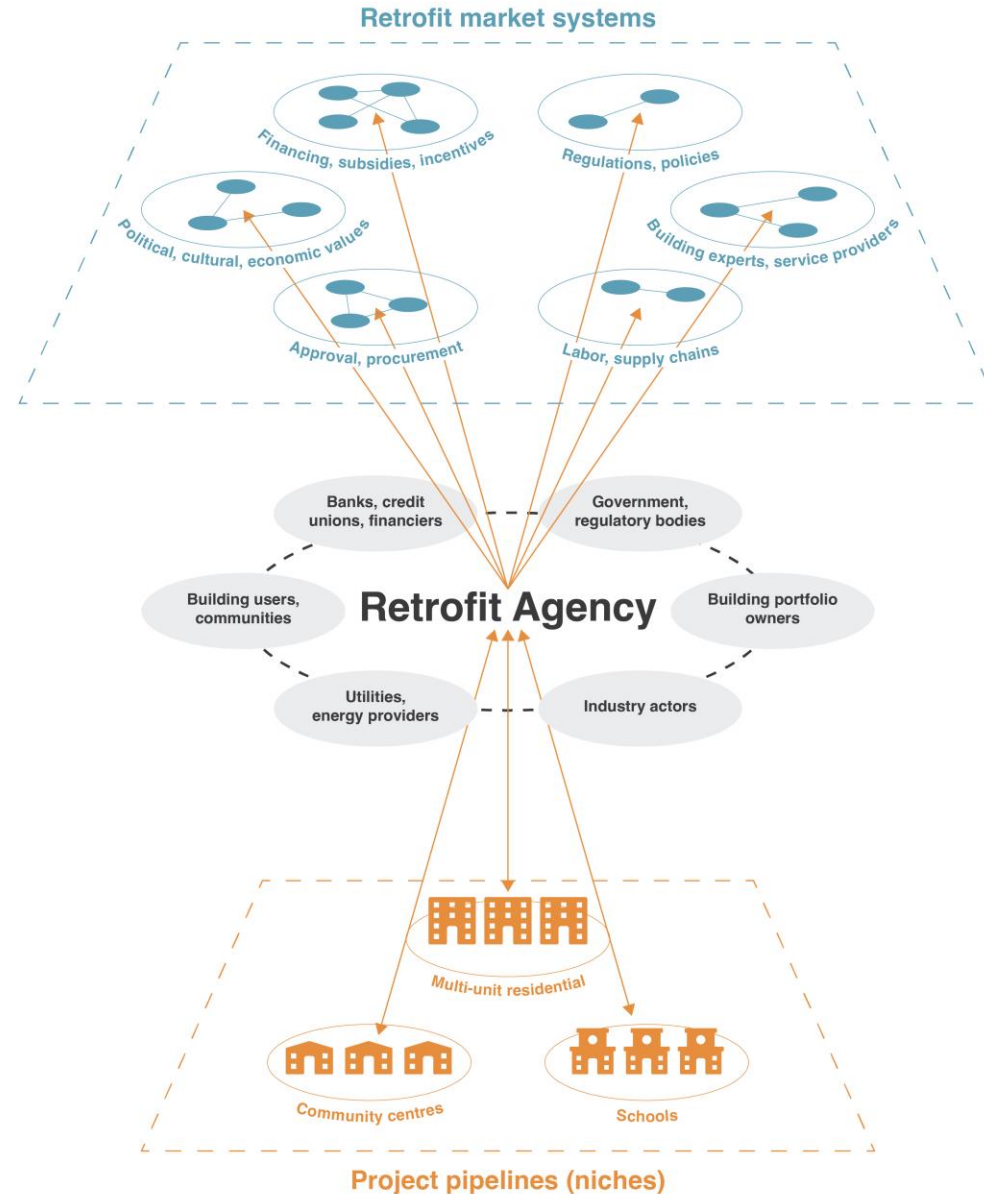 Retrofit market systems
Financing, subsidies, incentives
Regulations, policies
Political, cultural, economic values
Building experts, service providers
Approval, procurement
Labor, supply chains
Banks, credit
unions, financiers
Government,
regulatory bodies
Building users,
communities
Retrofit Agency
Building portfolio
owners
Utilities,
energy providers
Industry actors
Multi-unit residential
Community centres
Schools
Project pipelines (niches)